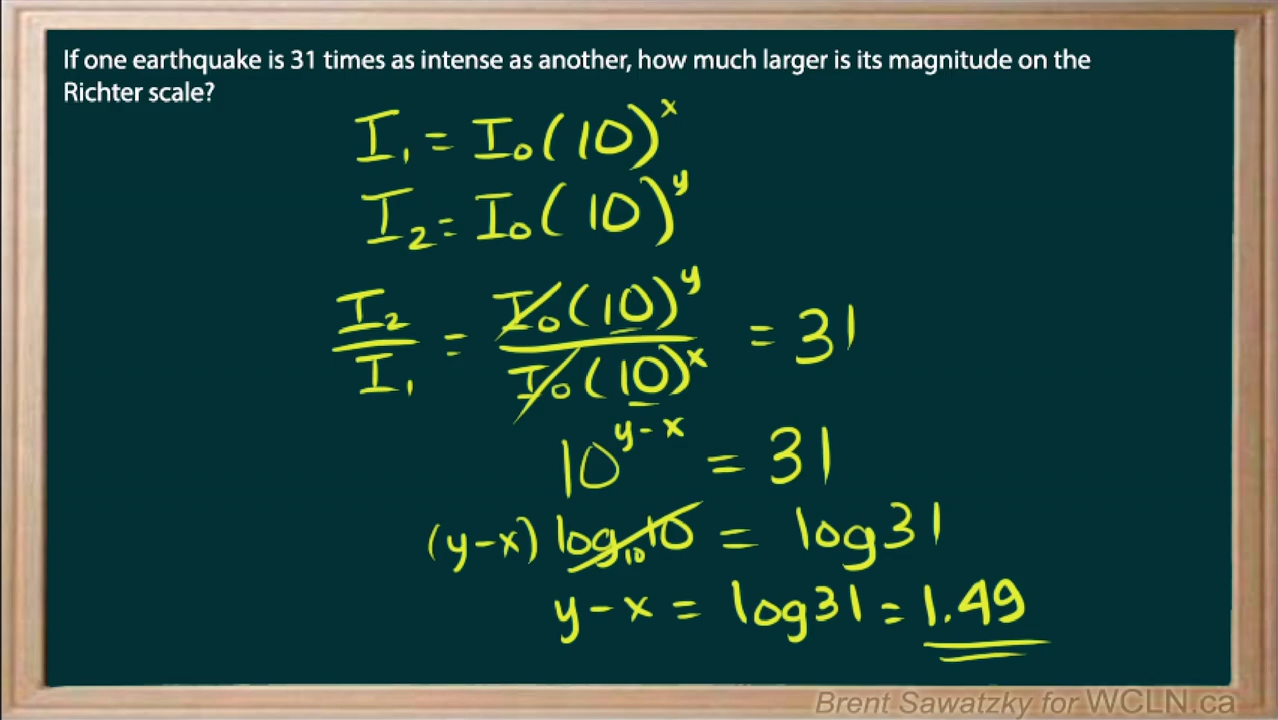 If one earthquake is 31 times as intense as another, how much larger is its magnitude on the
Richter scale?
I₁ = I₀(10)ˣ
I₂ = I₀(10)ʸ
I₂/I₁ = I₀(10)ʸ/I₀(10)ˣ = 31
10ʸ⁻ˣ = 31
(y-x) log₁₀10 = log31
y-x = log31 = 1.49
Brent Sawatzky for WCLN.ca